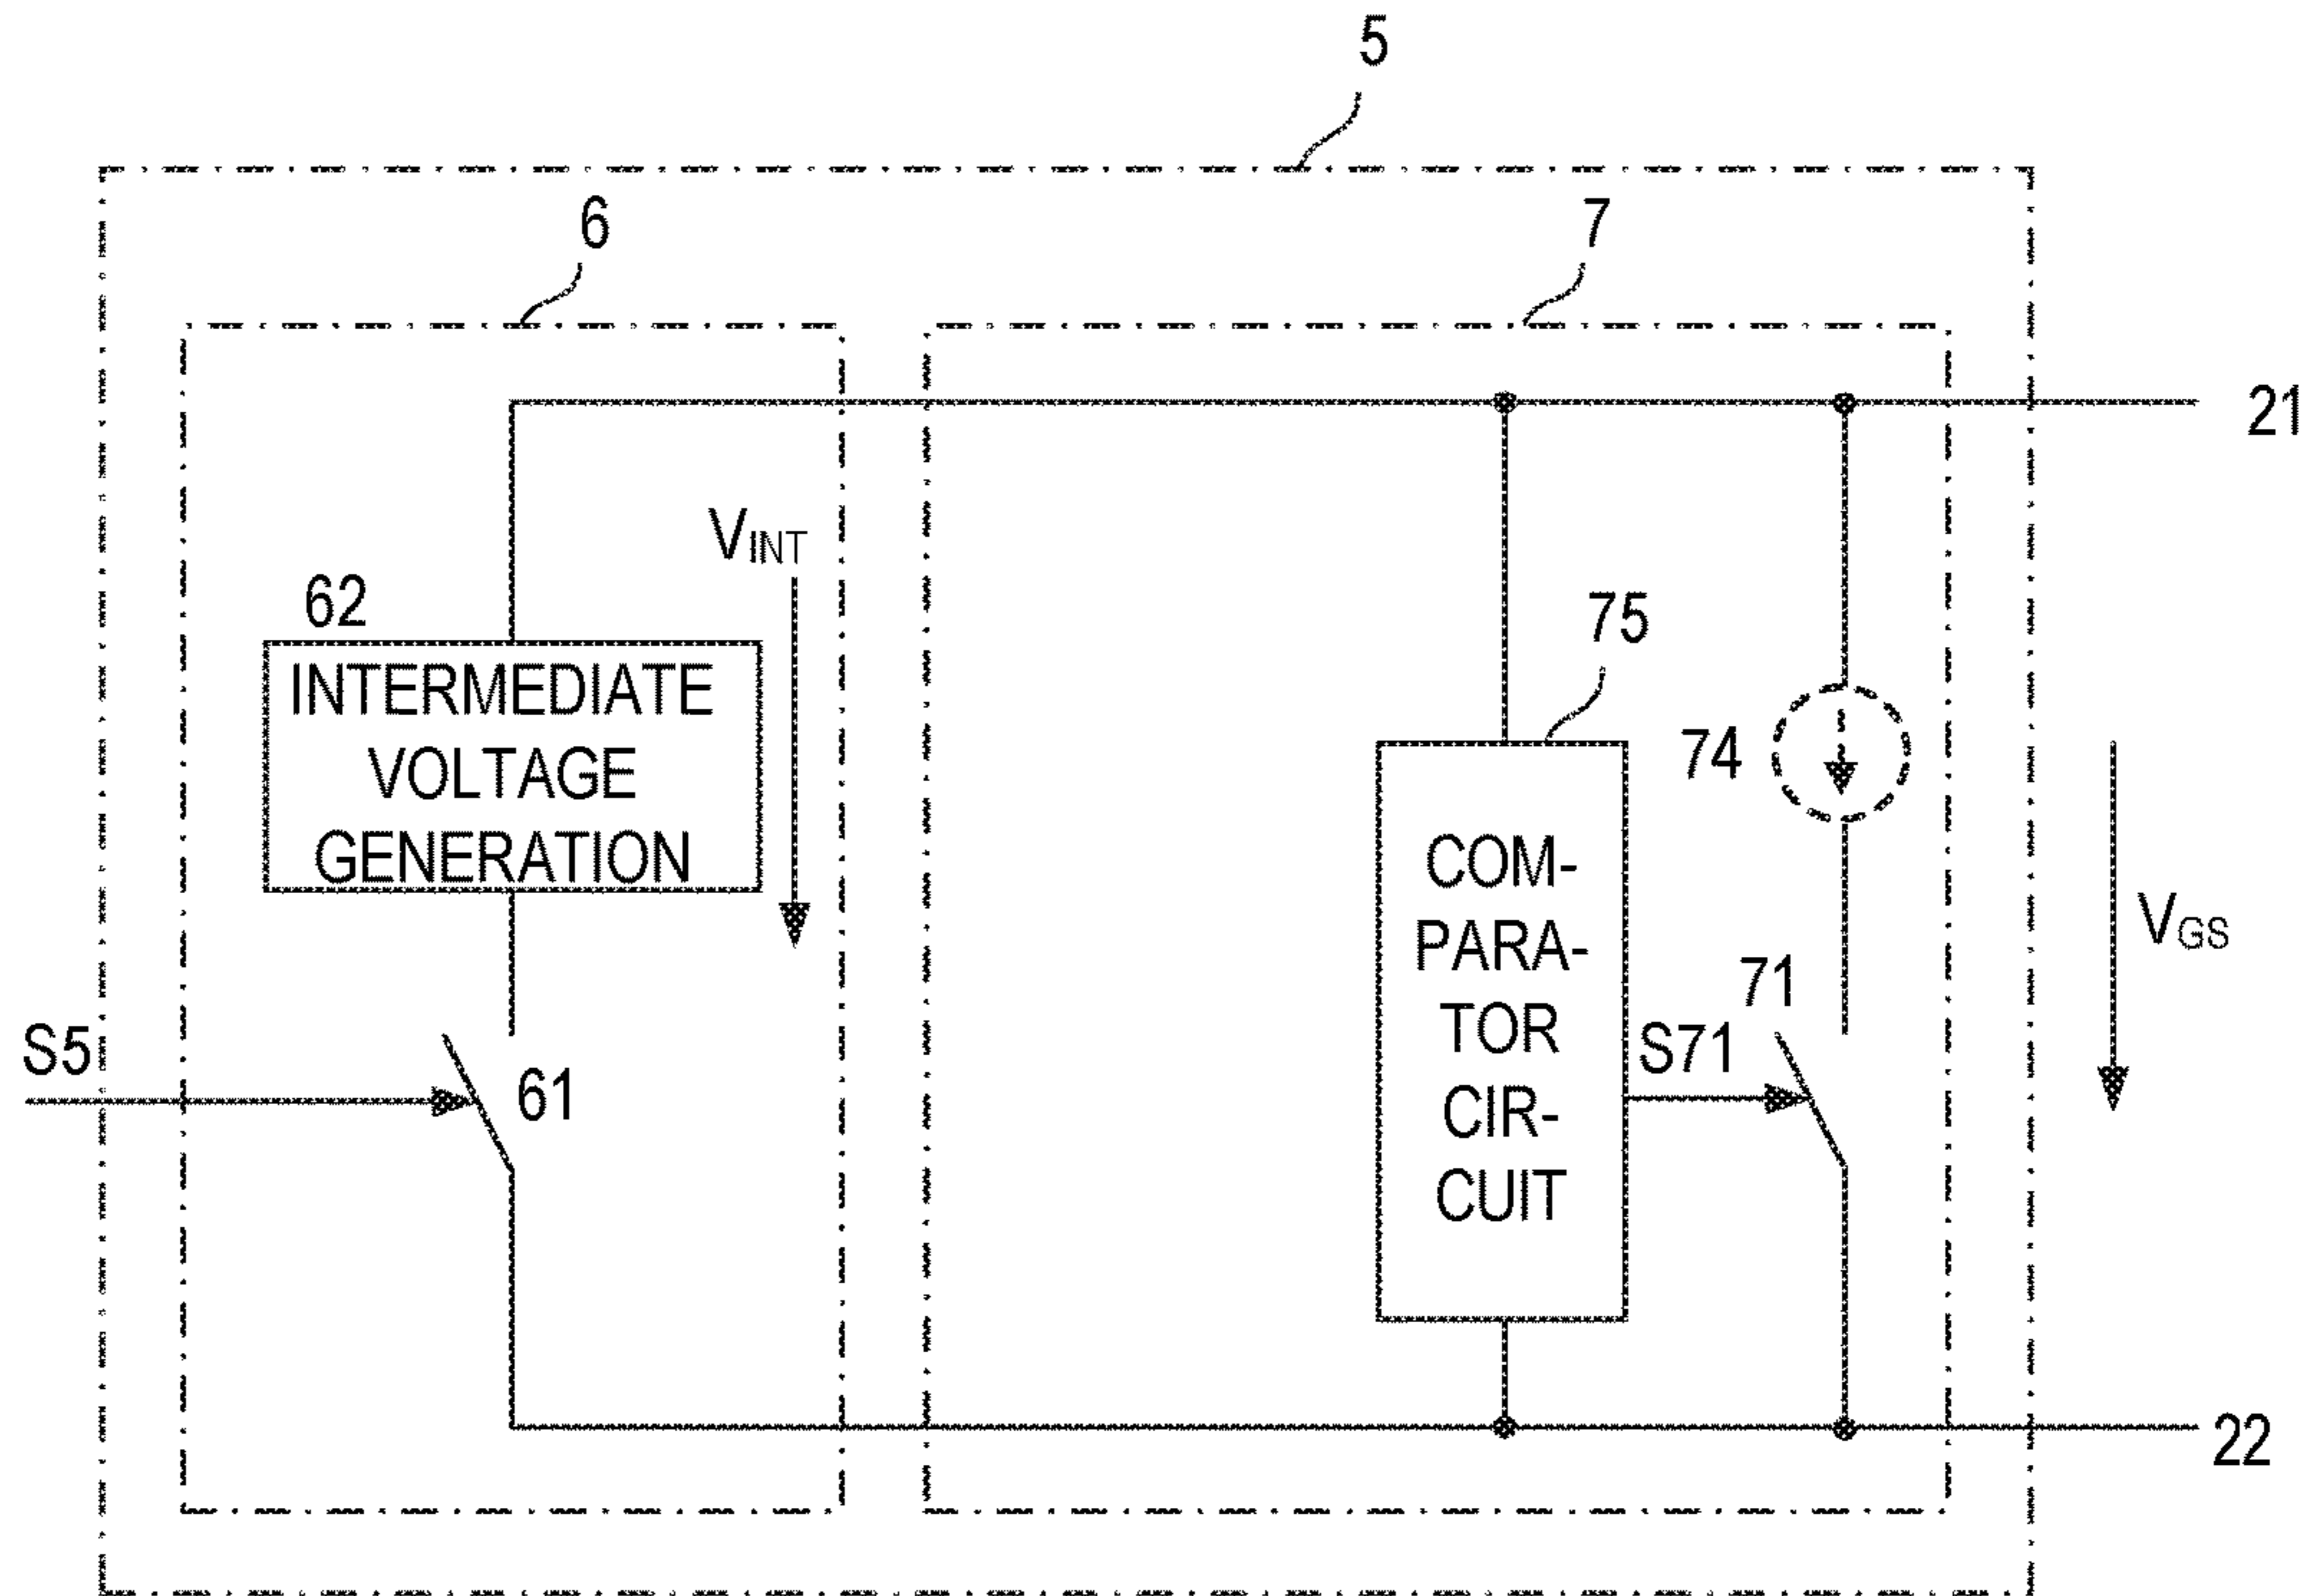 5
6
7
21
VINT
62
INTERMEDIATE
VOLTAGE
GENERATION
75
74
COM-
PARA-
TOR
CIR-
CUIT
VGS
71
S71
S5
61
22